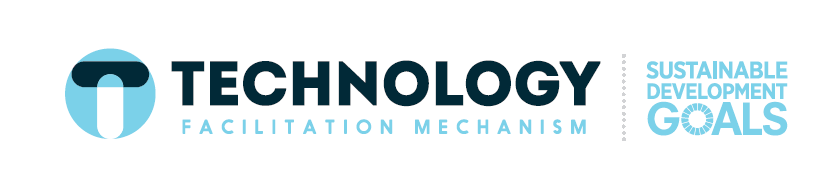 TECHNOLOGY
FACILITATION MECHANISM
SUSTAINABLE
DEVELOPMENT
GOALS